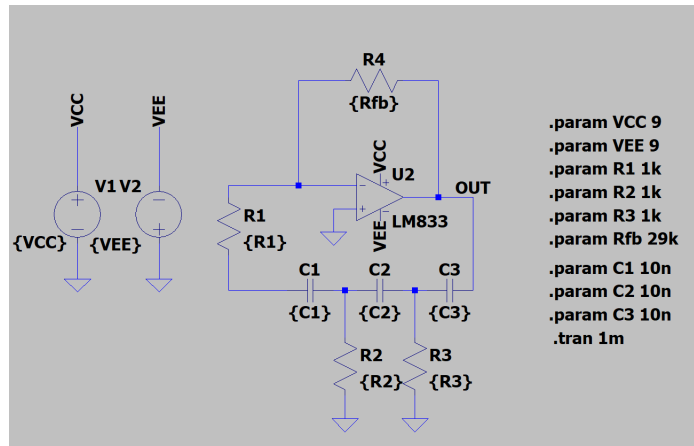 R4
{Rfb}
VCC
VEE
VCC
U2
V1 V2
OUT
LM833
VEE
{VCC} {VEE}
R1
{R1}
C1
C2
C3
{C1}
{C2}
{C3}
R2
{R2}
R3
{R3}
.param VCC 9
.param VEE 9
.param R1 1k
.param R2 1k
.param R3 1k
.param Rfb 29k
.param C1 10n
.param C2 10n
.param C3 10n
.tran 1m